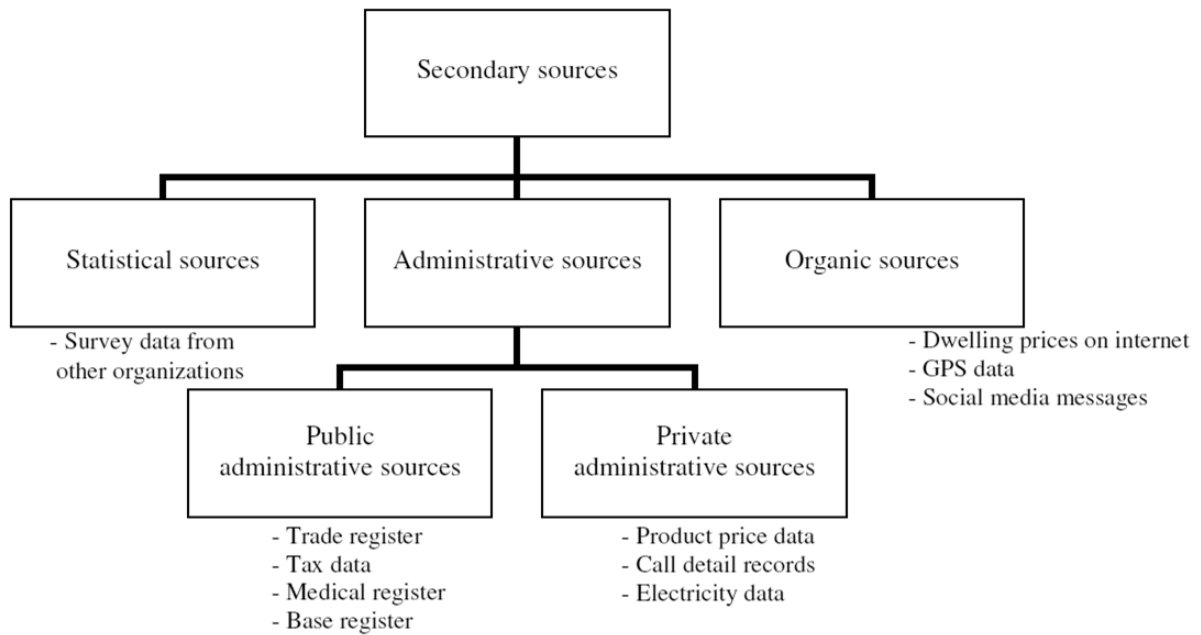 Secondary sources
Statistical sources
Administrative sources
Organic sources
- Survey data from
other organizations
- Dwelling prices on internet
- GPS data
- Social media messages
Public
administrative sources
Private
administrative sources
- Trade register
- Tax data
- Medical register
- Base register
- Product price data
- Call detail records
- Electricity data